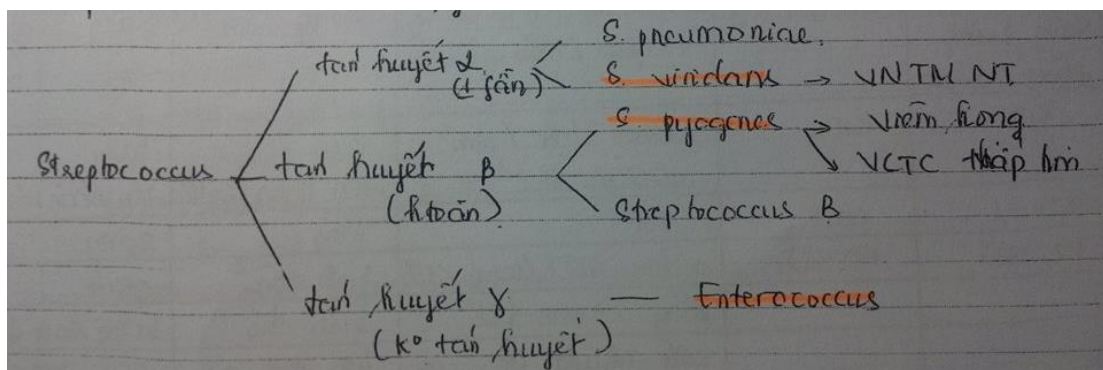 S. pneumoniae.
tan huyết α
(1 phần)
S. viridans → VNTM NT
S. pyogenes → Viêm họng
→ VCTC thấp tim
Streptococcus
tan huyết β
(h toàn)
Streptococcus B
tan huyết γ — Enterococcus
(k° tan huyết)